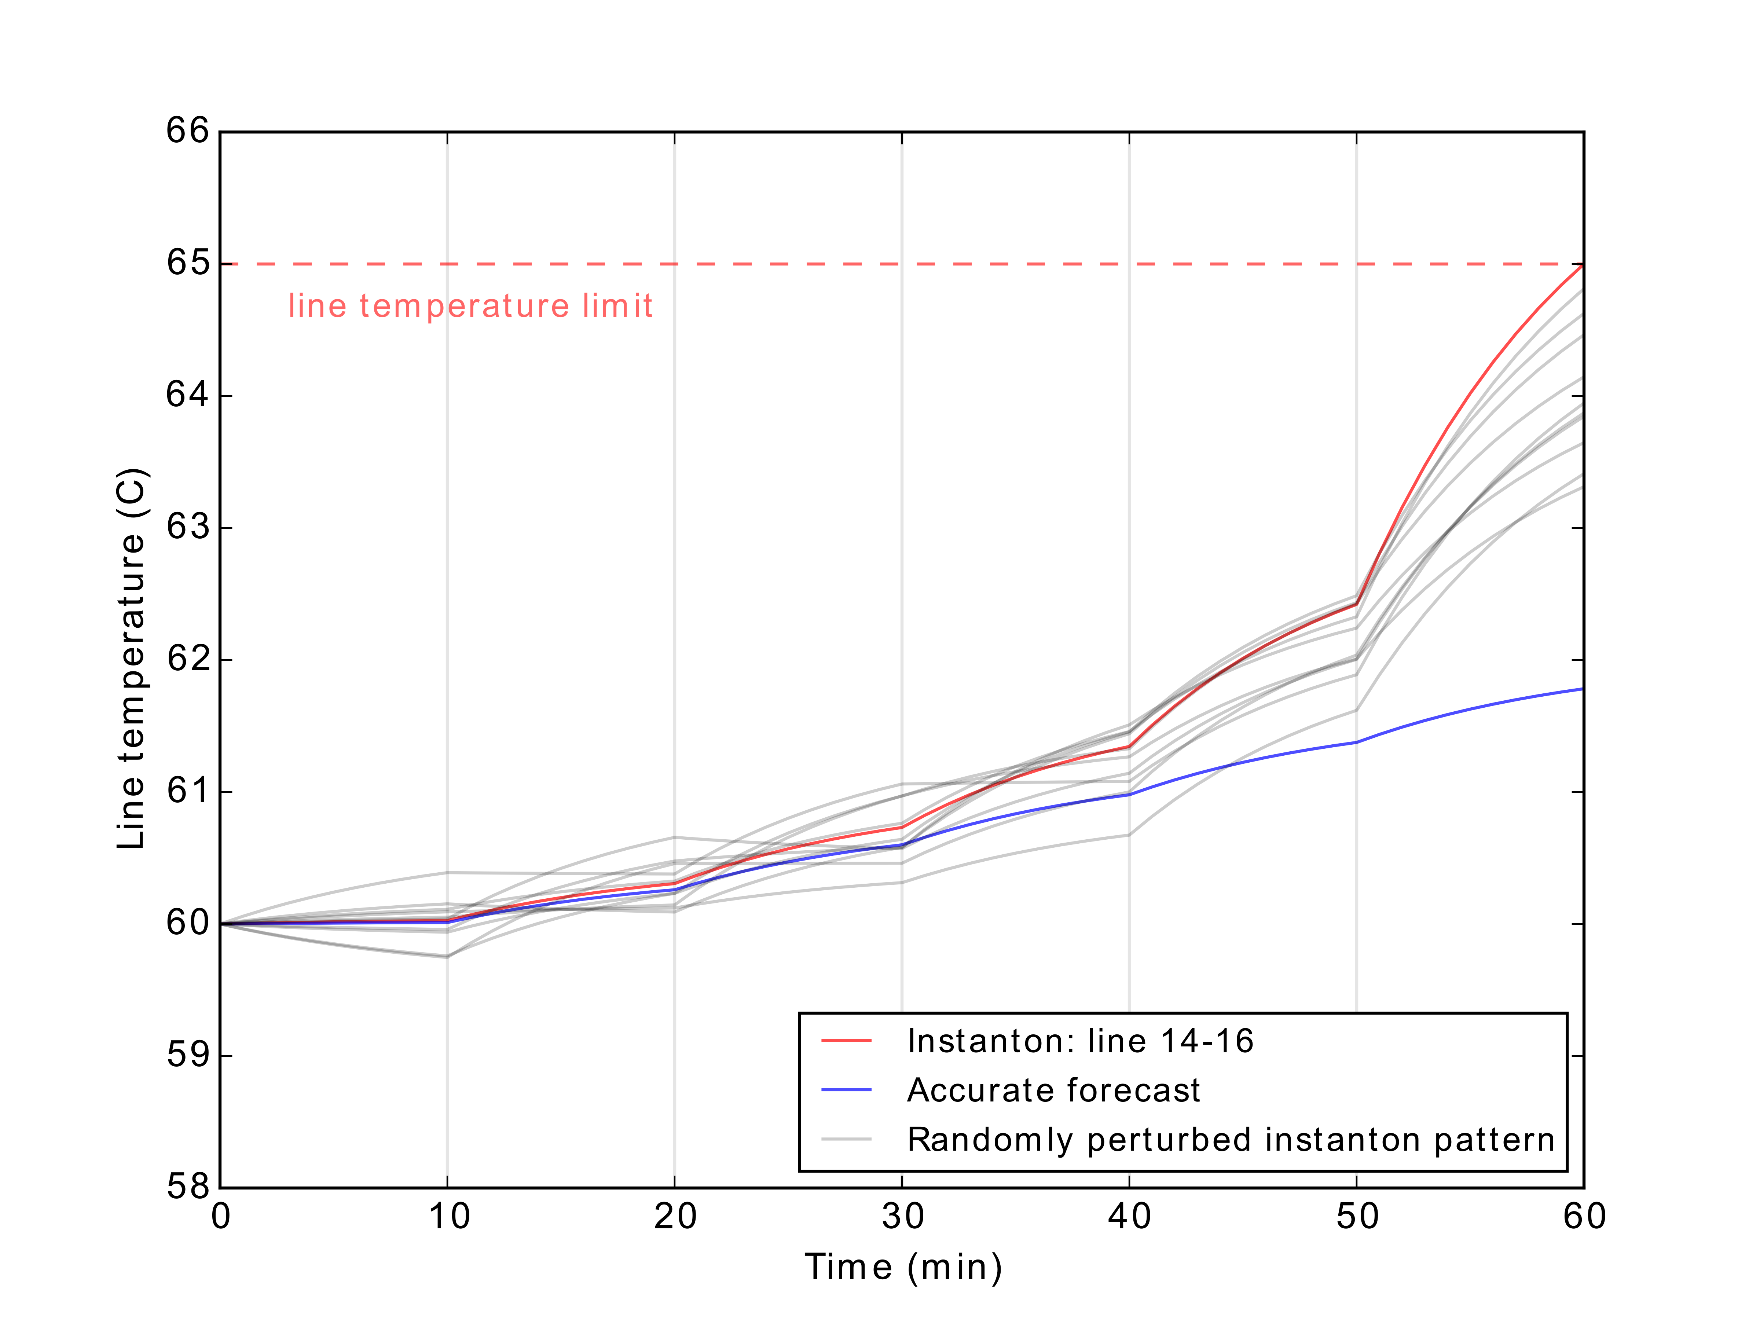 66
65
line temperature limit
64
63
62
61
60
59
58
Line temperature (C)
Instanton: line 14-16
Accurate forecast
Randomly perturbed instanton pattern
0 10 20 30 40 50 60
Time (min)